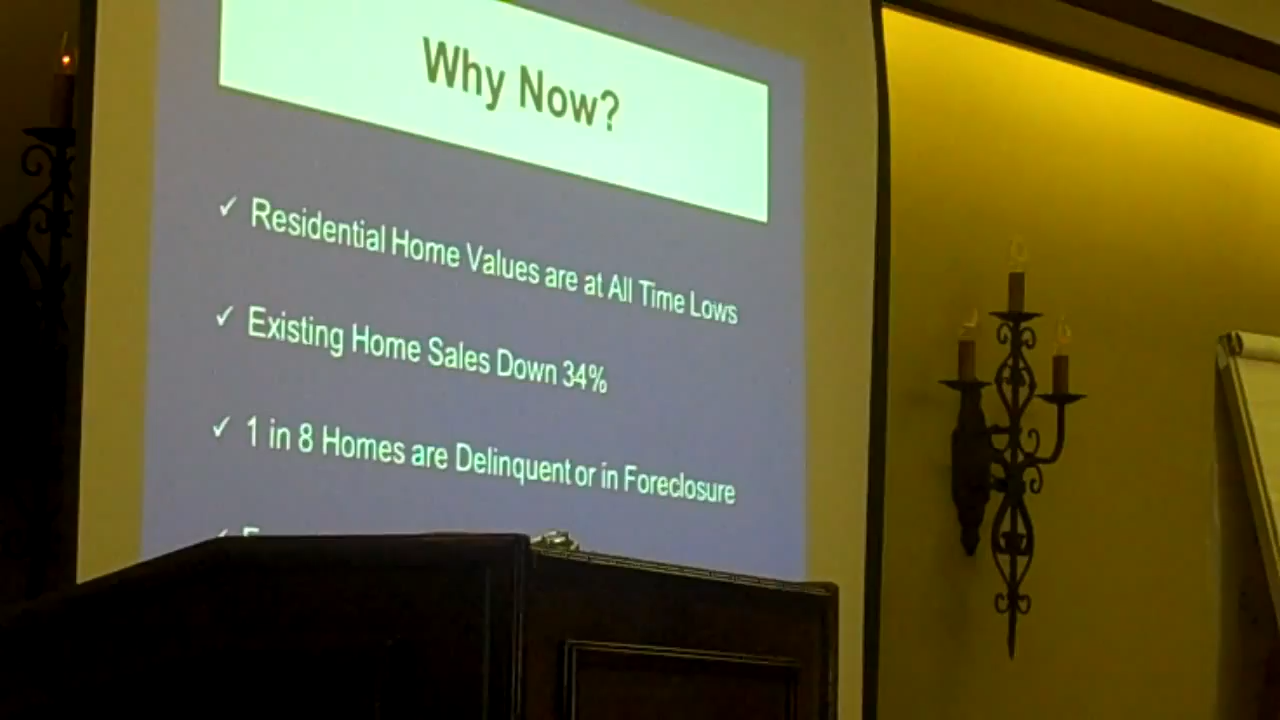 Why Now?
✓ Residential Home Values are at All Time Lows
✓ Existing Home Sales Down 34%
✓ 1 in 8 Homes are Delinquent or in Foreclosure